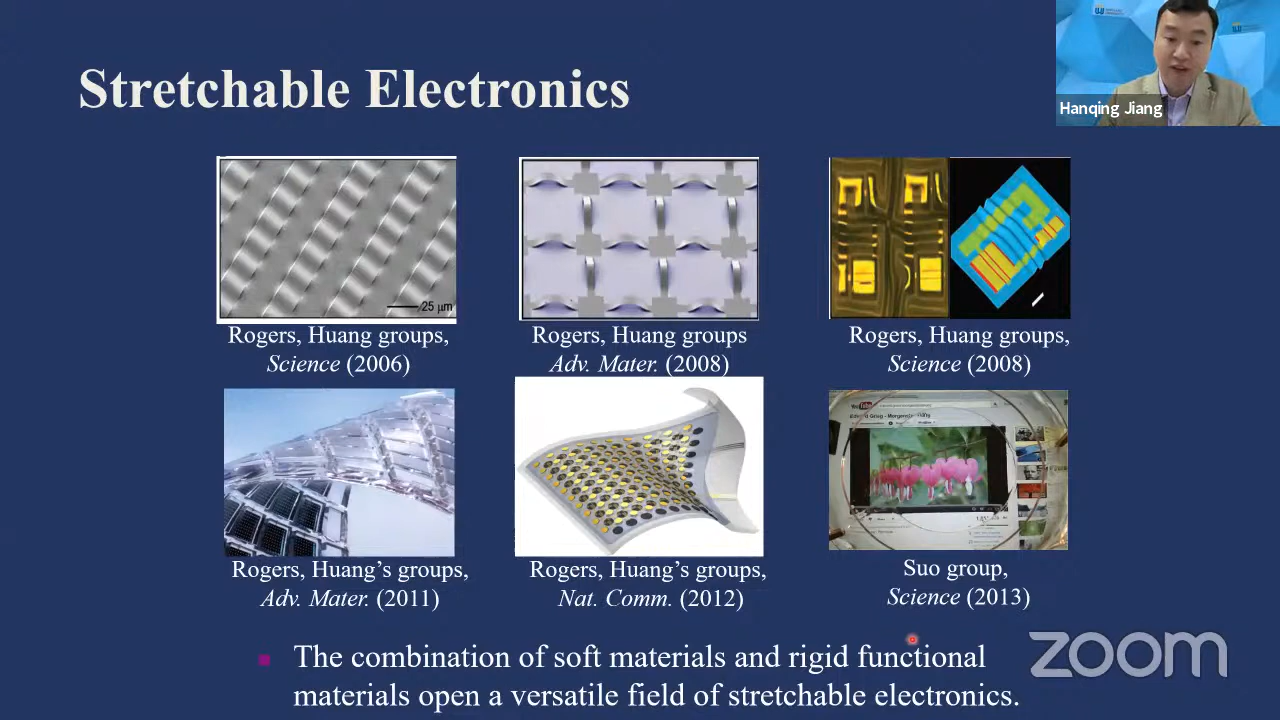 Stretchable Electronics
Hanqing Jiang
25 μm
Rogers, Huang groups,
Science (2006)
Rogers, Huang groups
Adv. Mater. (2008)
Rogers, Huang groups,
Science (2008)
Rogers, Huang's groups,
Adv. Mater. (2011)
Rogers, Huang's groups,
Nat. Comm. (2012)
YouTube
Suo group,
Science (2013)
The combination of soft materials and rigid functional
materials open a versatile field of stretchable electronics.
zoom